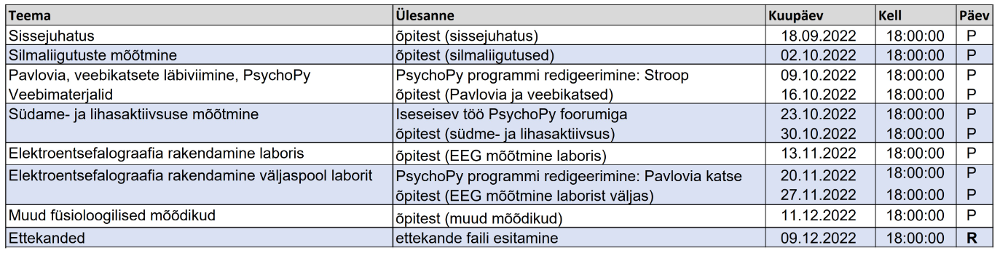 Teema Ülesanne Kuupäev Kell Päev
Sissejuhatus õpitest (sissejuhatus) 18.09.2022 18:00:00 P
Silmaliigutuste mõõtmine õpitest (silmaliigutused) 02.10.2022 18:00:00 P
Pavlovia, veebikatsete läbiviimine, PsychoPy PsychoPy programmi redigeerimine: Stroop 09.10.2022 18:00:00 P
Veebimaterjalid õpitest (Pavlovia ja veebikatsed) 16.10.2022 18:00:00 P
Südame- ja lihasaktiivsuse mõõtmine Iseseisev töö PsychoPy foorumiga 23.10.2022 18:00:00 P
õpitest (südme- ja lihasaktiivsus) 30.10.2022 18:00:00 P
Elektroentsefalograafia rakendamine laboris õpitest (EEG mõõtmine laboris) 13.11.2022 18:00:00 P
Elektroentsefalograafia rakendamine väljaspool laborit PsychoPy programmi redigeerimine: Pavlovia katse 20.11.2022 18:00:00 P
õpitest (EEG mõõtmine laborist väljas) 27.11.2022 18:00:00 P
Muud füsioloogilised mõõdikud õpitest (muud mõõdikud) 11.12.2022 18:00:00 P
Ettekanded ettekande faili esitamine 09.12.2022 18:00:00 R